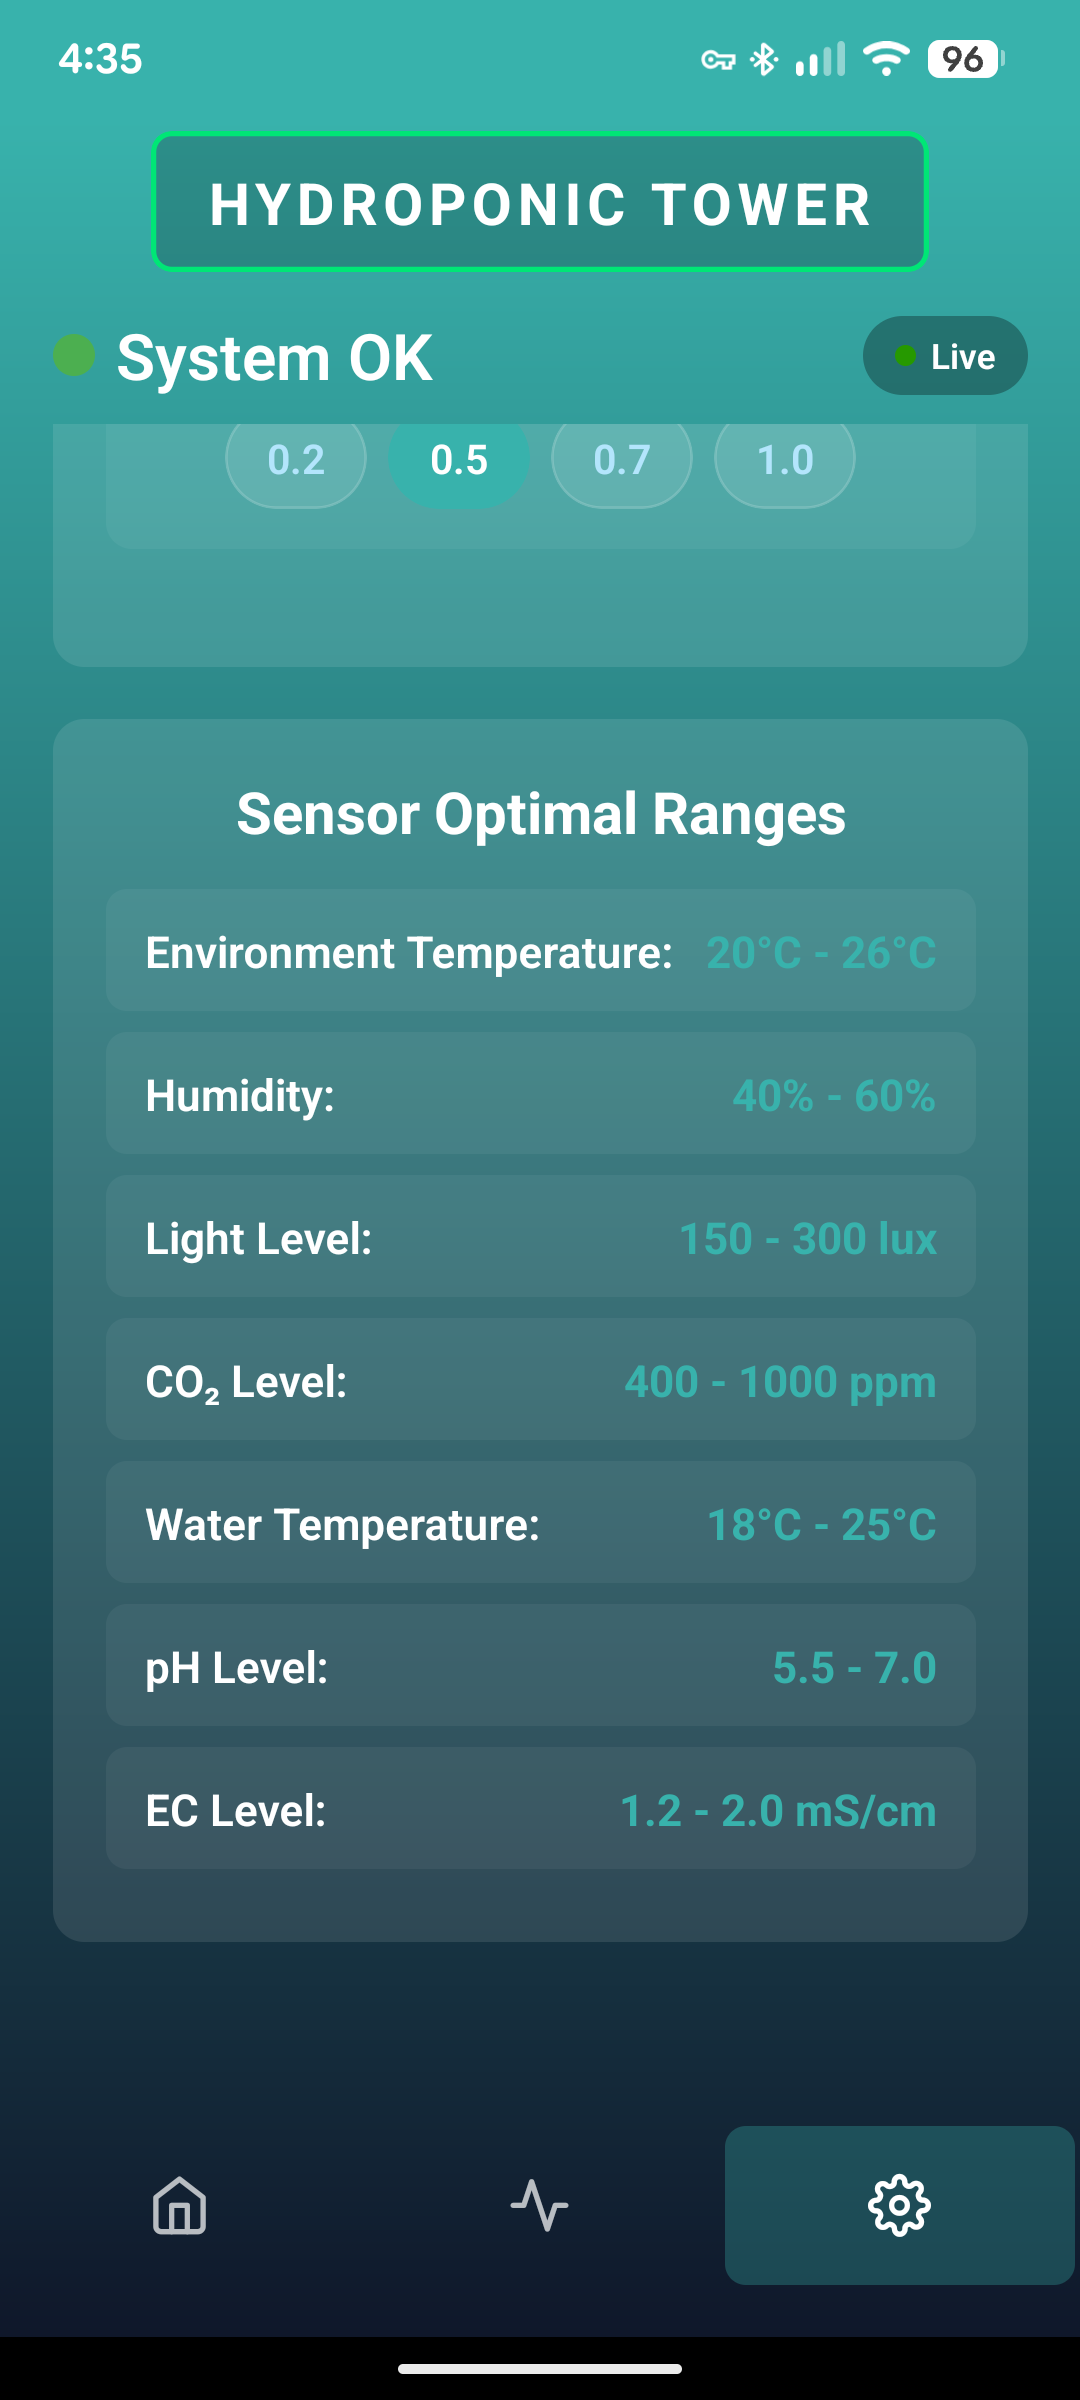 4:35
96
HYDROPONIC TOWER
System OK
Live
0.2 0.5 0.7 1.0
Sensor Optimal Ranges
Environment Temperature: 20°C - 26°C
Humidity: 40% - 60%
Light Level: 150 - 300 lux
CO₂ Level: 400 - 1000 ppm
Water Temperature: 18°C - 25°C
pH Level: 5.5 - 7.0
EC Level: 1.2 - 2.0 mS/cm